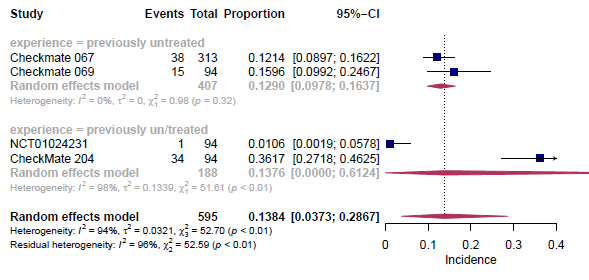 Study Events Total Proportion 95%−CI
experience = previously untreated
Checkmate 067 38 313 0.1214 [0.0897; 0.1622]
Checkmate 069 15 94 0.1596 [0.0992; 0.2467]
Random effects model 407 0.1290 [0.0978; 0.1637]
Heterogeneity: I² = 0%, τ² = 0, χ²₁ = 0.98 (p = 0.32)
experience = previously un/treated
NCT01024231 1 94 0.0106 [0.0019; 0.0578]
CheckMate 204 34 94 0.3617 [0.2718; 0.4625]
Random effects model 188 0.1376 [0.0000; 0.6124]
Heterogeneity: I² = 98%, τ² = 0.1339, χ²₁ = 51.61 (p < 0.01)
Random effects model 595 0.1384 [0.0373; 0.2867]
Heterogeneity: I² = 94%, τ² = 0.0321, χ²₃ = 52.70 (p < 0.01)
Residual heterogeneity: I² = 96%, χ²₂ = 52.59 (p < 0.01)
0 0.1 0.2 0.3 0.4
Incidence